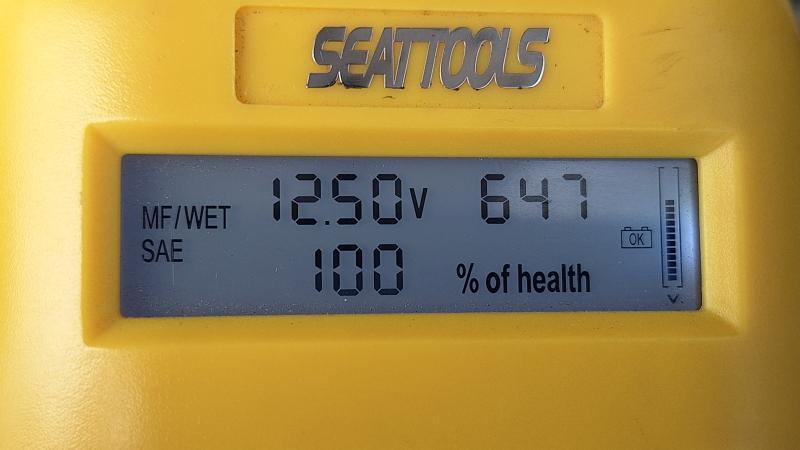 SEATTOOLS
MF/WET 12.50V 647
SAE 100 % of health
OK